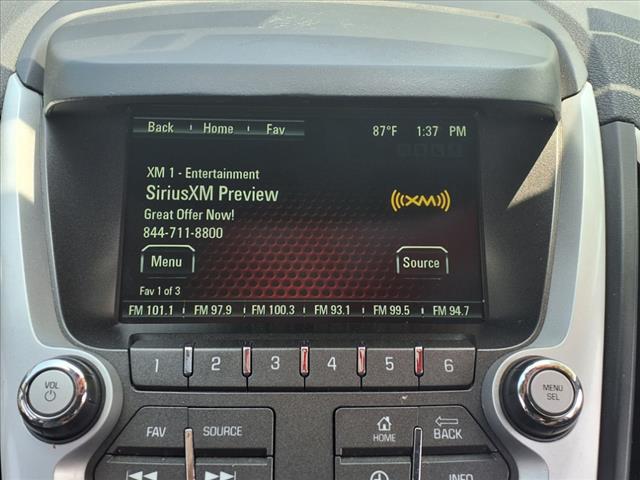 Back Home Fav 87°F 1:37 PM
XM 1 - Entertainment
SiriusXM Preview
((XM))
Great Offer Now!
844-711-8800
Menu Source
Fav 1 of 3
FM 101.1 FM 97.9 FM 100.3 FM 93.1 FM 99.5 FM 94.7
1 2 3 4 5 6
VOL
MENU
SEL
FAV SOURCE
HOME BACK
INFO